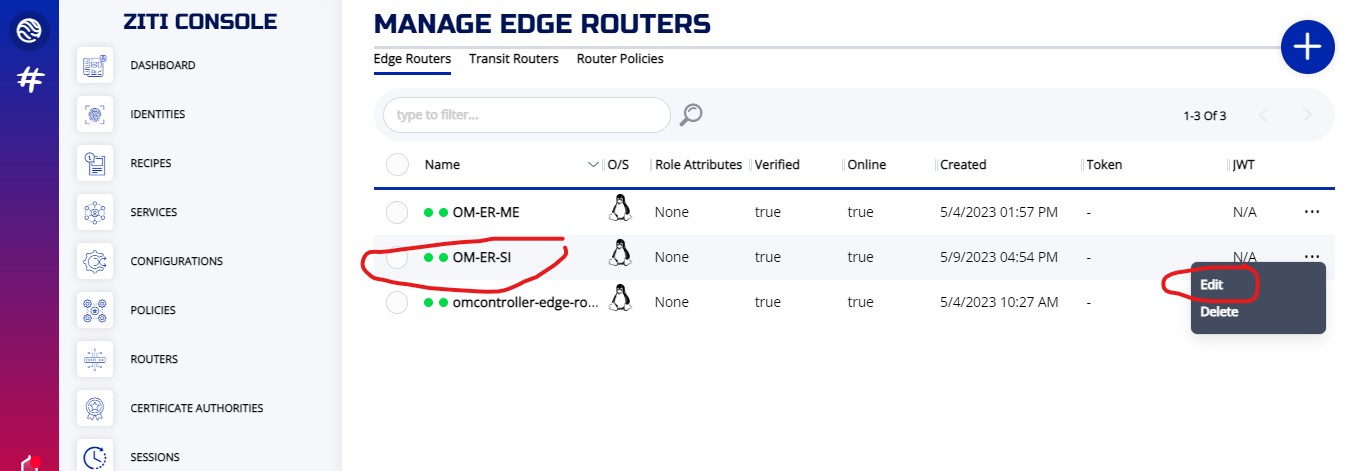 ZITI CONSOLE
DASHBOARD
IDENTITIES
RECIPES
SERVICES
CONFIGURATIONS
POLICIES
ROUTERS
CERTIFICATE AUTHORITIES
SESSIONS
MANAGE EDGE ROUTERS
Edge Routers Transit Routers Router Policies
type to filter... 1-3 Of 3
Name O/S Role Attributes Verified Online Created Token JWT
OM-ER-ME None true true 5/4/2023 01:57 PM - N/A ...
OM-ER-SI None true true 5/9/2023 04:54 PM - N/A ...
omcontroller-edge-ro... None true true 5/4/2023 10:27 AM -
Edit
Delete